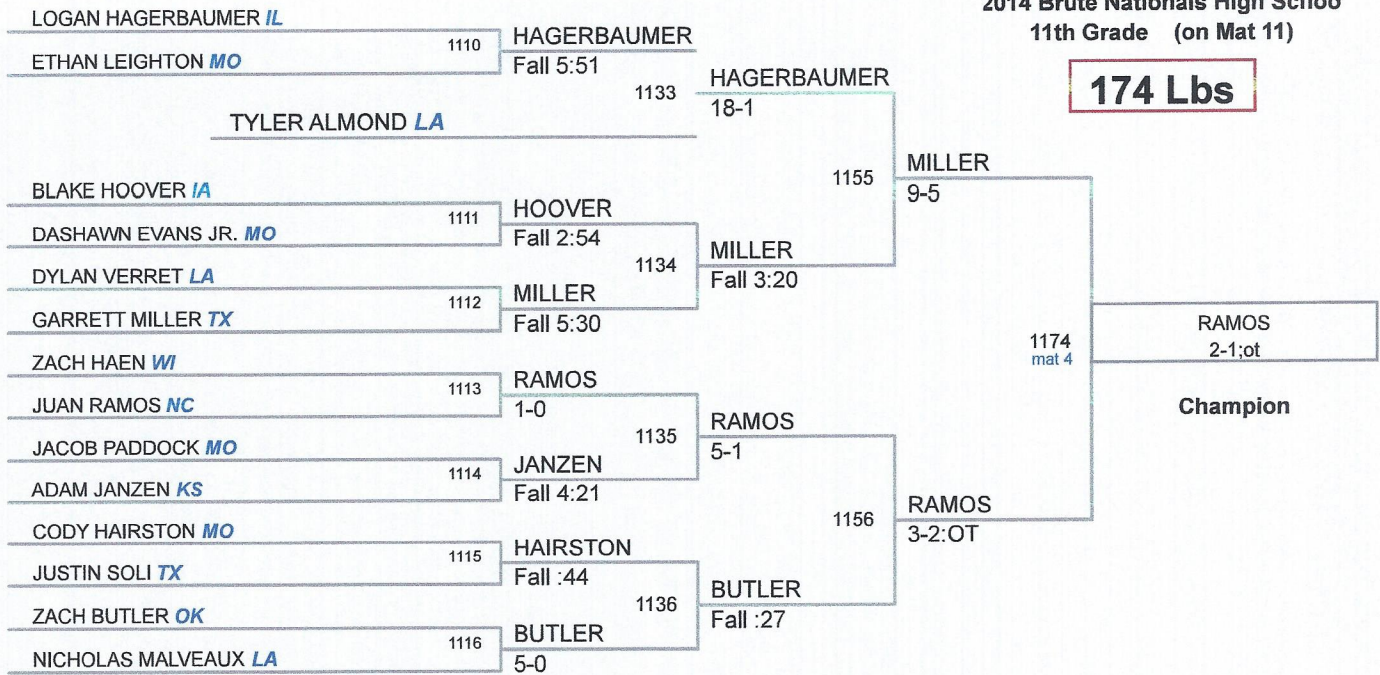 2014 Brute Nationals High Schoo
11th Grade (on Mat 11)
174 Lbs
LOGAN HAGERBAUMER IL
ETHAN LEIGHTON MO
TYLER ALMOND LA
BLAKE HOOVER IA
DASHAWN EVANS JR. MO
DYLAN VERRET LA
GARRETT MILLER TX
ZACH HAEN WI
JUAN RAMOS NC
JACOB PADDOCK MO
ADAM JANZEN KS
CODY HAIRSTON MO
JUSTIN SOLI TX
ZACH BUTLER OK
NICHOLAS MALVEAUX LA
1110
HAGERBAUMER
Fall 5:51
1111
HOOVER
Fall 2:54
1112
MILLER
Fall 5:30
1113
RAMOS
1-0
1114
JANZEN
Fall 4:21
1115
HAIRSTON
Fall :44
1116
BUTLER
5-0
1133
HAGERBAUMER
18-1
1134
MILLER
Fall 3:20
1135
RAMOS
5-1
1136
BUTLER
Fall :27
1155
MILLER
9-5
1156
RAMOS
3-2:OT
1174
mat 4
RAMOS
2-1;ot
Champion